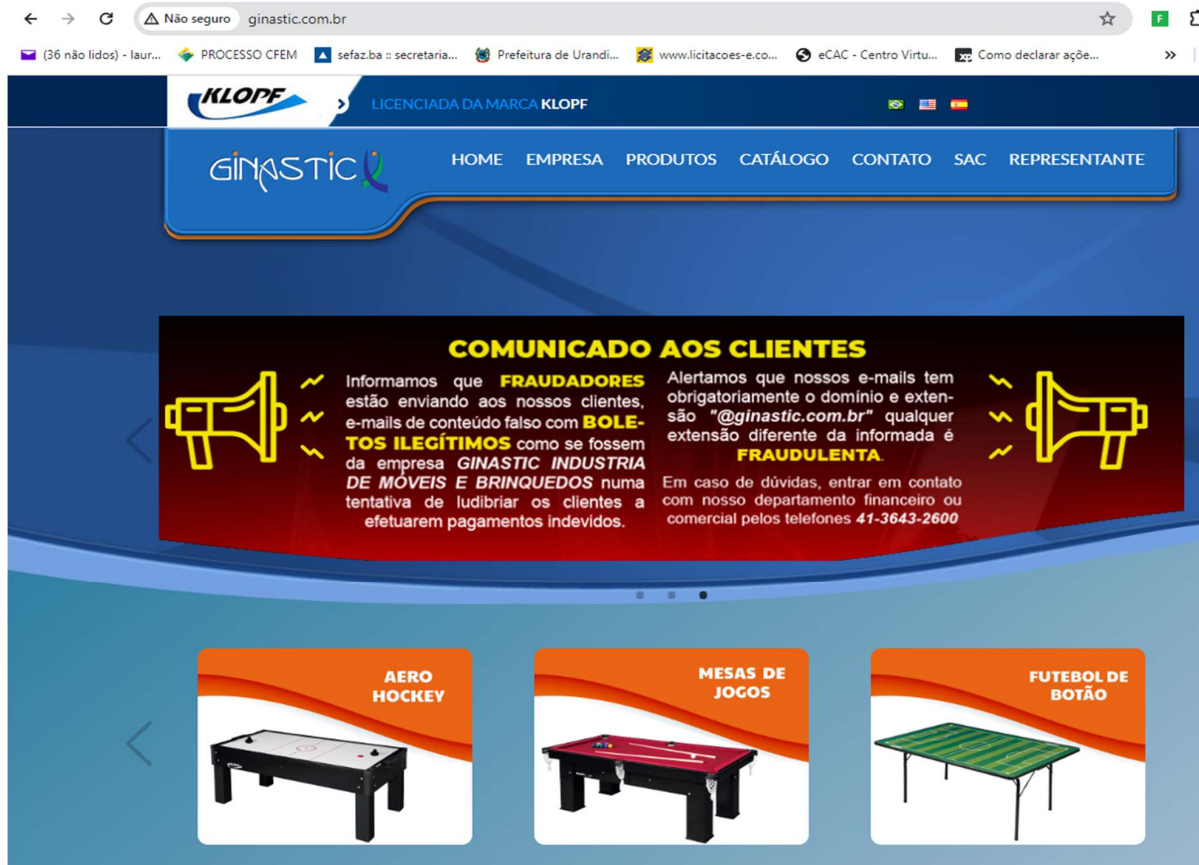 Não seguro ginastic.com.br
F
(36 não lidos) - laur... PROCESSO CFEM sefaz.ba :: secretaria... Prefeitura de Urandi... www.licitacoes-e.co... eCAC - Centro Virtu... xp Como declarar açõe... »
KLOPF LICENCIADA DA MARCA KLOPF
GINASTIC HOME EMPRESA PRODUTOS CATÁLOGO CONTATO SAC REPRESENTANTE
COMUNICADO AOS CLIENTES
Informamos que FRAUDADORES
estão enviando aos nossos clientes,
e-mails de conteúdo falso com BOLE-
TOS ILEGÍTIMOS como se fossem
da empresa GINASTIC INDUSTRIA
DE MÓVEIS E BRINQUEDOS numa
tentativa de ludibriar os clientes a
efetuarem pagamentos indevidos.
Alertamos que nossos e-mails tem
obrigatoriamente o domínio e exten-
são "@ginastic.com.br" qualquer
extensão diferente da informada é
FRAUDULENTA.
Em caso de dúvidas, entrar em contato
com nosso departamento financeiro ou
comercial pelos telefones 41-3643-2600
AERO
HOCKEY
MESAS DE
JOGOS
FUTEBOL DE
BOTÃO